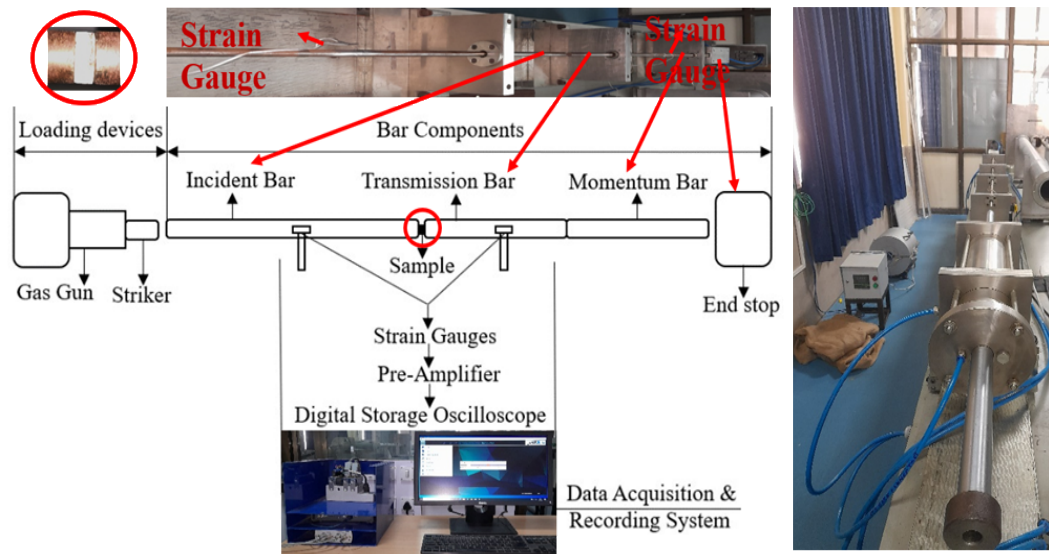 Strain
Gauge
Strain
Gauge
Loading devices
Bar Components
Incident Bar
Transmission Bar
Momentum Bar
Sample
Gas Gun
Striker
End stop
Strain Gauges
Pre-Amplifier
Digital Storage Oscilloscope
Data Acquisition &
Recording System